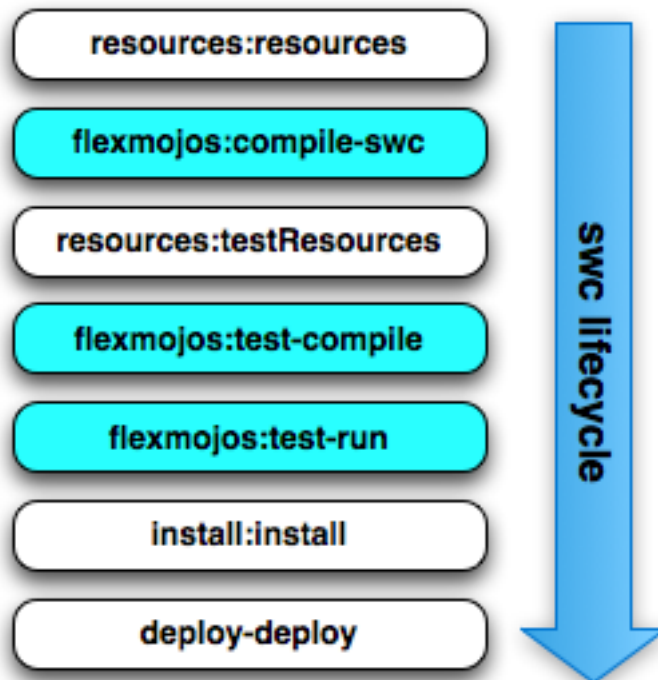 resources:resources
flexmojos:compile-swc
resources:testResources
flexmojos:test-compile
flexmojos:test-run
install:install
deploy-deploy
swc lifecycle